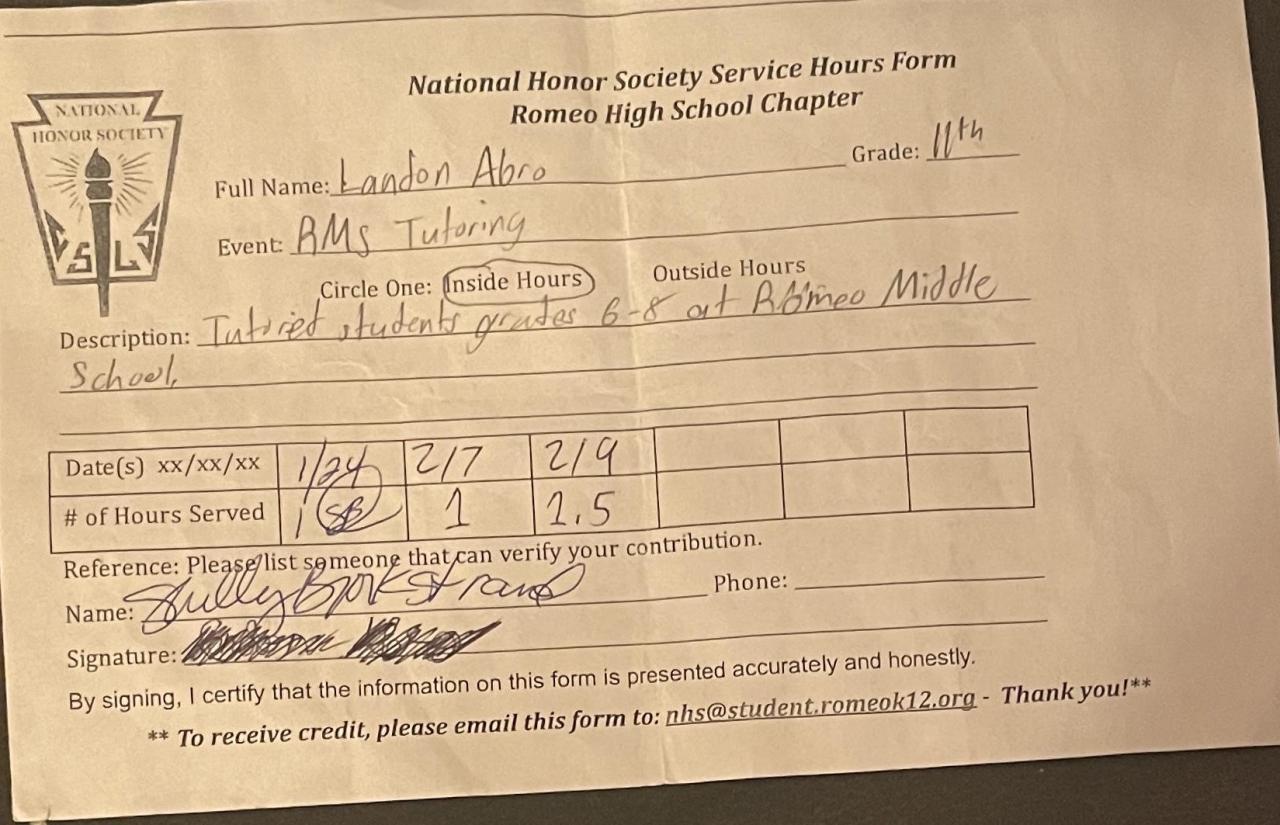 National Honor Society Service Hours Form
Romeo High School Chapter
NATIONAL
HONOR SOCIETY
C S L S
Full Name: Landon Abro Grade: 11th
Event: RMS Tutoring
Circle One: Inside Hours Outside Hours
Description: Tutored students grades 6-8 at Romeo Middle
School.
Date(s) xx/xx/xx 1/24 2/7 2/9
# of Hours Served 1 SB 1 1.5
Reference: Please list someone that can verify your contribution.
Name: Phone:
Signature:
By signing, I certify that the information on this form is presented accurately and honestly.
** To receive credit, please email this form to: nhs@student.romeok12.org - Thank you!**